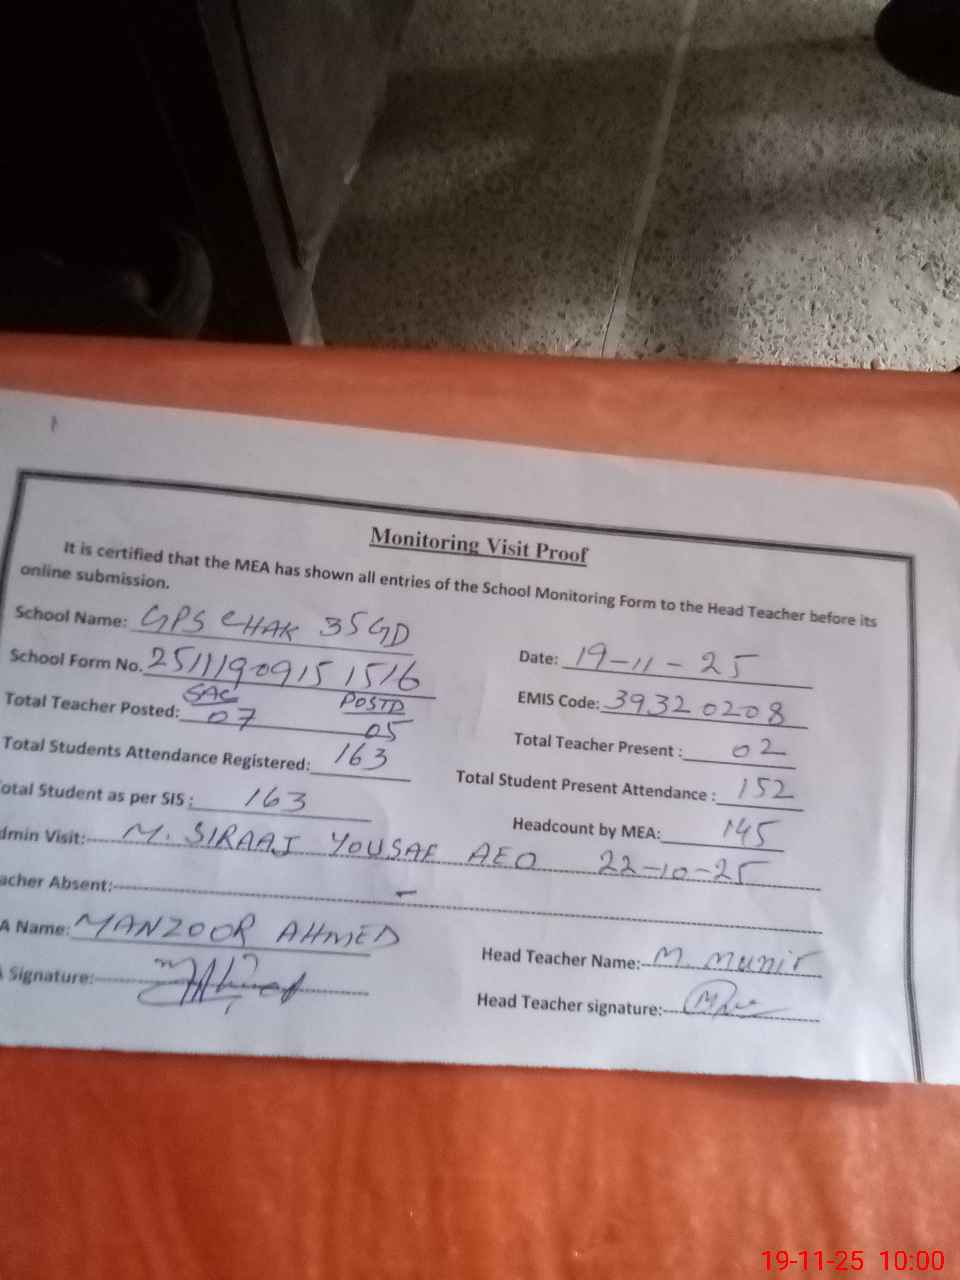 Monitoring Visit Proof
It is certified that the MEA has shown all entries of the School Monitoring Form to the Head Teacher before its
online submission.
School Name: GPS CHAK 35GD
Date: 19-11-25
School Form No. 2511190915 1516
EMIS Code: 39320208
SAC POSTD
Total Teacher Posted: 07 05
Total Teacher Present : 02
Total Students Attendance Registered: 163
Total Student Present Attendance : 152
otal Student as per SIS : 163
Headcount by MEA: 145
dmin Visit: M. SIRAAJ YOUSAF AEO 22-10-25
acher Absent: -
A Name: MANZOOR AHMED
Head Teacher Name: M. Munir
Signature:
Head Teacher signature:
19-11-25 10:00